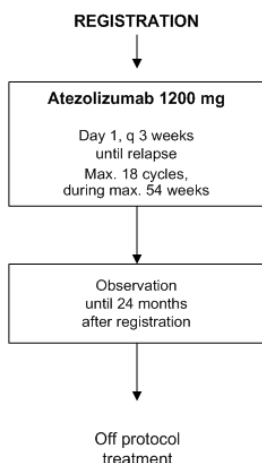 REGISTRATION
Atezolizumab 1200 mg
Day 1, q 3 weeks
until relapse
Max. 18 cycles,
during max. 54 weeks
Observation
until 24 months
after registration
Off protocol
treatment